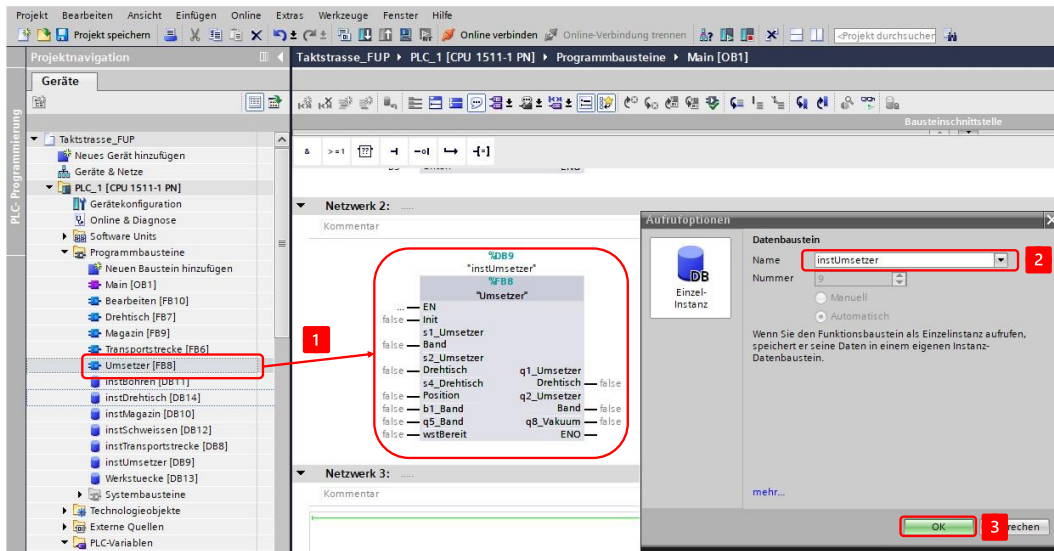 Projekt Bearbeiten Ansicht Einfügen Online Extras Werkzeuge Fenster Hilfe
Projekt speichern Online verbinden Online-Verbindung trennen <Projekt durchsuchen
Projektnavigation
Taktstrasse_FUP PLC_1 [CPU 1511-1 PN] Programmbausteine Main [OB1]
Geräte
PLC- Programmierung
Taktstrasse_FUP
Neues Gerät hinzufügen
Geräte & Netze
PLC_1 [CPU 1511-1 PN]
Gerätekonfiguration
Online & Diagnose
Software Units
Programmbausteine
Neuen Baustein hinzufügen
Main [OB1]
Bearbeiten [FB10]
Drehtisch [FB7]
Magazin [FB9]
Transportstrecke [FB6]
Umsetzer [FB8]
instBohren [DB11]
instDrehtisch [DB14]
instMagazin [DB10]
instSchweissen [DB12]
instTransportstrecke [DB8]
instUmsetzer [DB9]
Werkstuecke [DB13]
Systembausteine
Technologieobjekte
Externe Quellen
PLC-Variablen
Bausteinschnittstelle
& >=1 ?? -| -o| -[=]
Netzwerk 2: .....
Kommentar
%DB9
"instUmsetzer"
%FB8
"Umsetzer"
... EN
false Init
s1_Umsetzer
false Band
s2_Umsetzer
false Drehtisch q1_Umsetzer
s4_Drehtisch Drehtisch false
false Position q2_Umsetzer
false b1_Band Band false
false q5_Band q8_Vakuum false
false wstBereit ENO
1
Netzwerk 3: .....
Kommentar
Aufrufoptionen
X
DB
Einzel-
Instanz
Datenbaustein
Name instUmsetzer
2
Nummer 9
Manuell
Automatisch
Wenn Sie den Funktionsbaustein als Einzelinstanz aufrufen,
speichert er seine Daten in einem eigenen Instanz-
Datenbaustein.
mehr...
OK 3 rechen